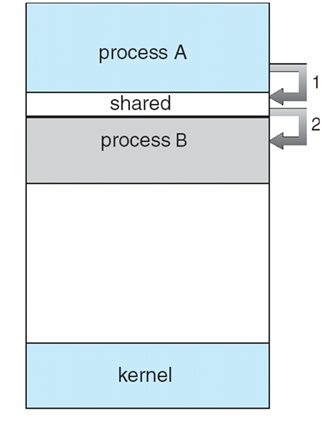 process A
1
shared
2
process B
kernel